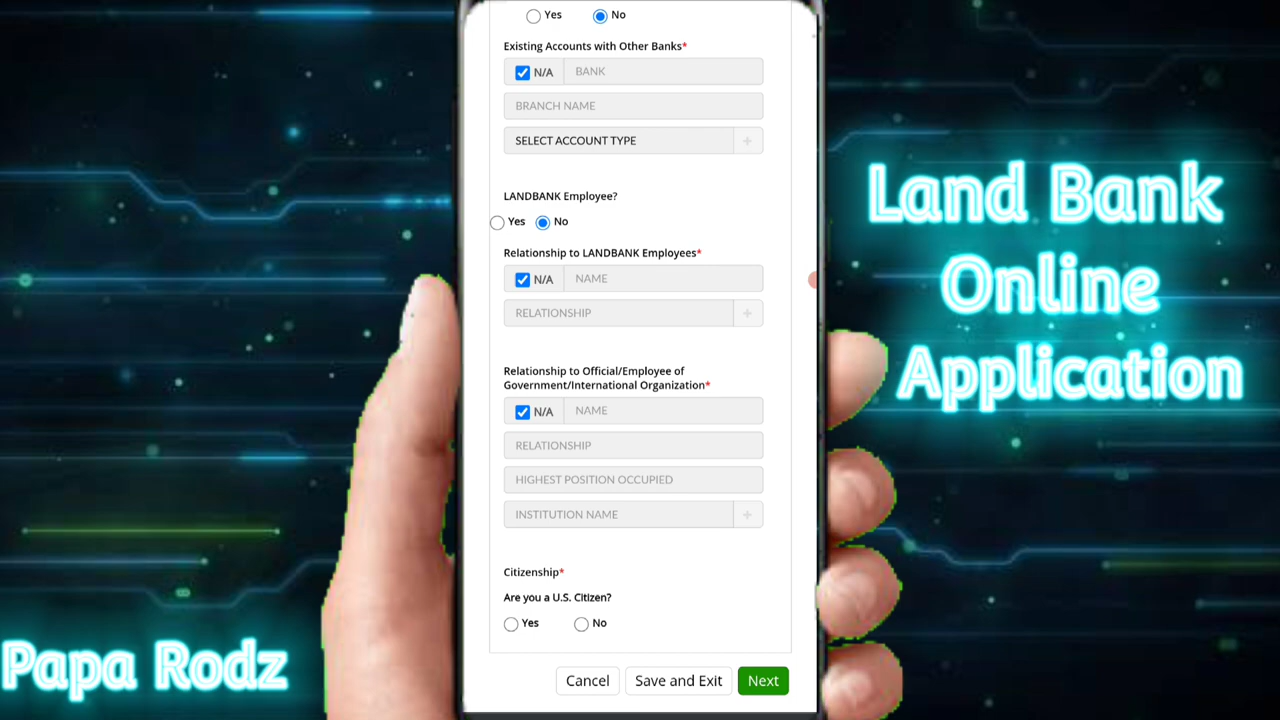 Yes No
Existing Accounts with Other Banks*
N/A BANK
BRANCH NAME
SELECT ACCOUNT TYPE +
LANDBANK Employee?
Yes No
Relationship to LANDBANK Employees*
N/A NAME
RELATIONSHIP +
Relationship to Official/Employee of
Government/International Organization*
N/A NAME
RELATIONSHIP
HIGHEST POSITION OCCUPIED
INSTITUTION NAME +
Citizenship*
Are you a U.S. Citizen?
Yes No
Cancel Save and Exit Next
Land Bank
Online
Application
Papa Rodz